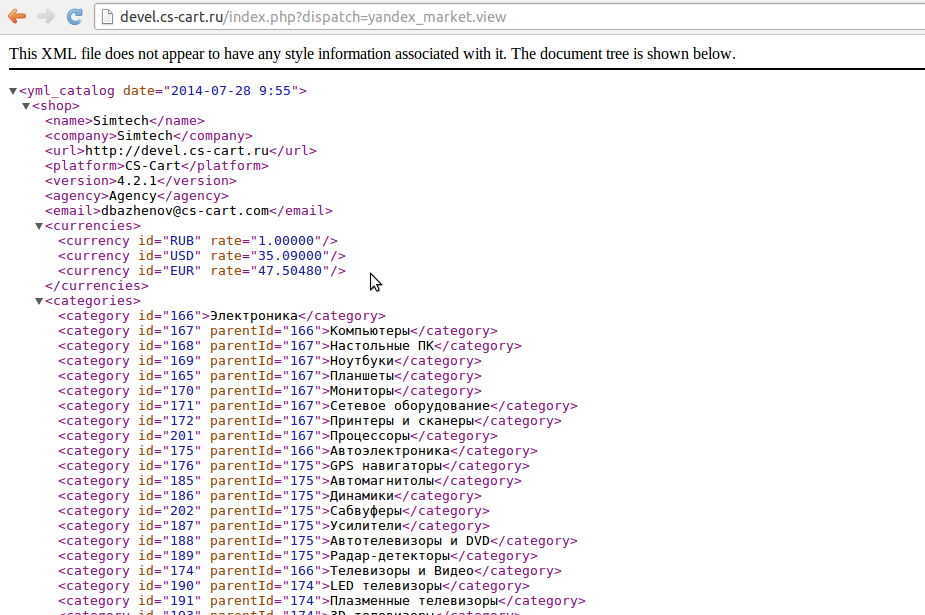 devel.cs-cart.ru/index.php?dispatch=yandex_market.view
This XML file does not appear to have any style information associated with it. The document tree is shown below.
▼<yml_catalog date="2014-07-28 9:55">
▼<shop>
<name>Simtech</name>
<company>Simtech</company>
<url>http://devel.cs-cart.ru</url>
<platform>CS-Cart</platform>
<version>4.2.1</version>
<agency>Agency</agency>
<email>dbazhenov@cs-cart.com</email>
▼<currencies>
<currency id="RUB" rate="1.00000"/>
<currency id="USD" rate="35.09000"/>
<currency id="EUR" rate="47.50480"/>
</currencies>
▼<categories>
<category id="166">Электроника</category>
<category id="167" parentId="166">Компьютеры</category>
<category id="168" parentId="167">Настольные ПК</category>
<category id="169" parentId="167">Ноутбуки</category>
<category id="165" parentId="167">Планшеты</category>
<category id="170" parentId="167">Мониторы</category>
<category id="171" parentId="167">Сетевое оборудование</category>
<category id="172" parentId="167">Принтеры и сканеры</category>
<category id="201" parentId="167">Процессоры</category>
<category id="175" parentId="166">Автоэлектроника</category>
<category id="176" parentId="175">GPS навигаторы</category>
<category id="185" parentId="175">Автомагнитолы</category>
<category id="186" parentId="175">Динамики</category>
<category id="202" parentId="175">Сабвуферы</category>
<category id="187" parentId="175">Усилители</category>
<category id="188" parentId="175">Автотелевизоры и DVD</category>
<category id="189" parentId="175">Радар-детекторы</category>
<category id="174" parentId="166">Телевизоры и Видео</category>
<category id="190" parentId="174">LED телевизоры</category>
<category id="191" parentId="174">Плазменные телевизоры</category>